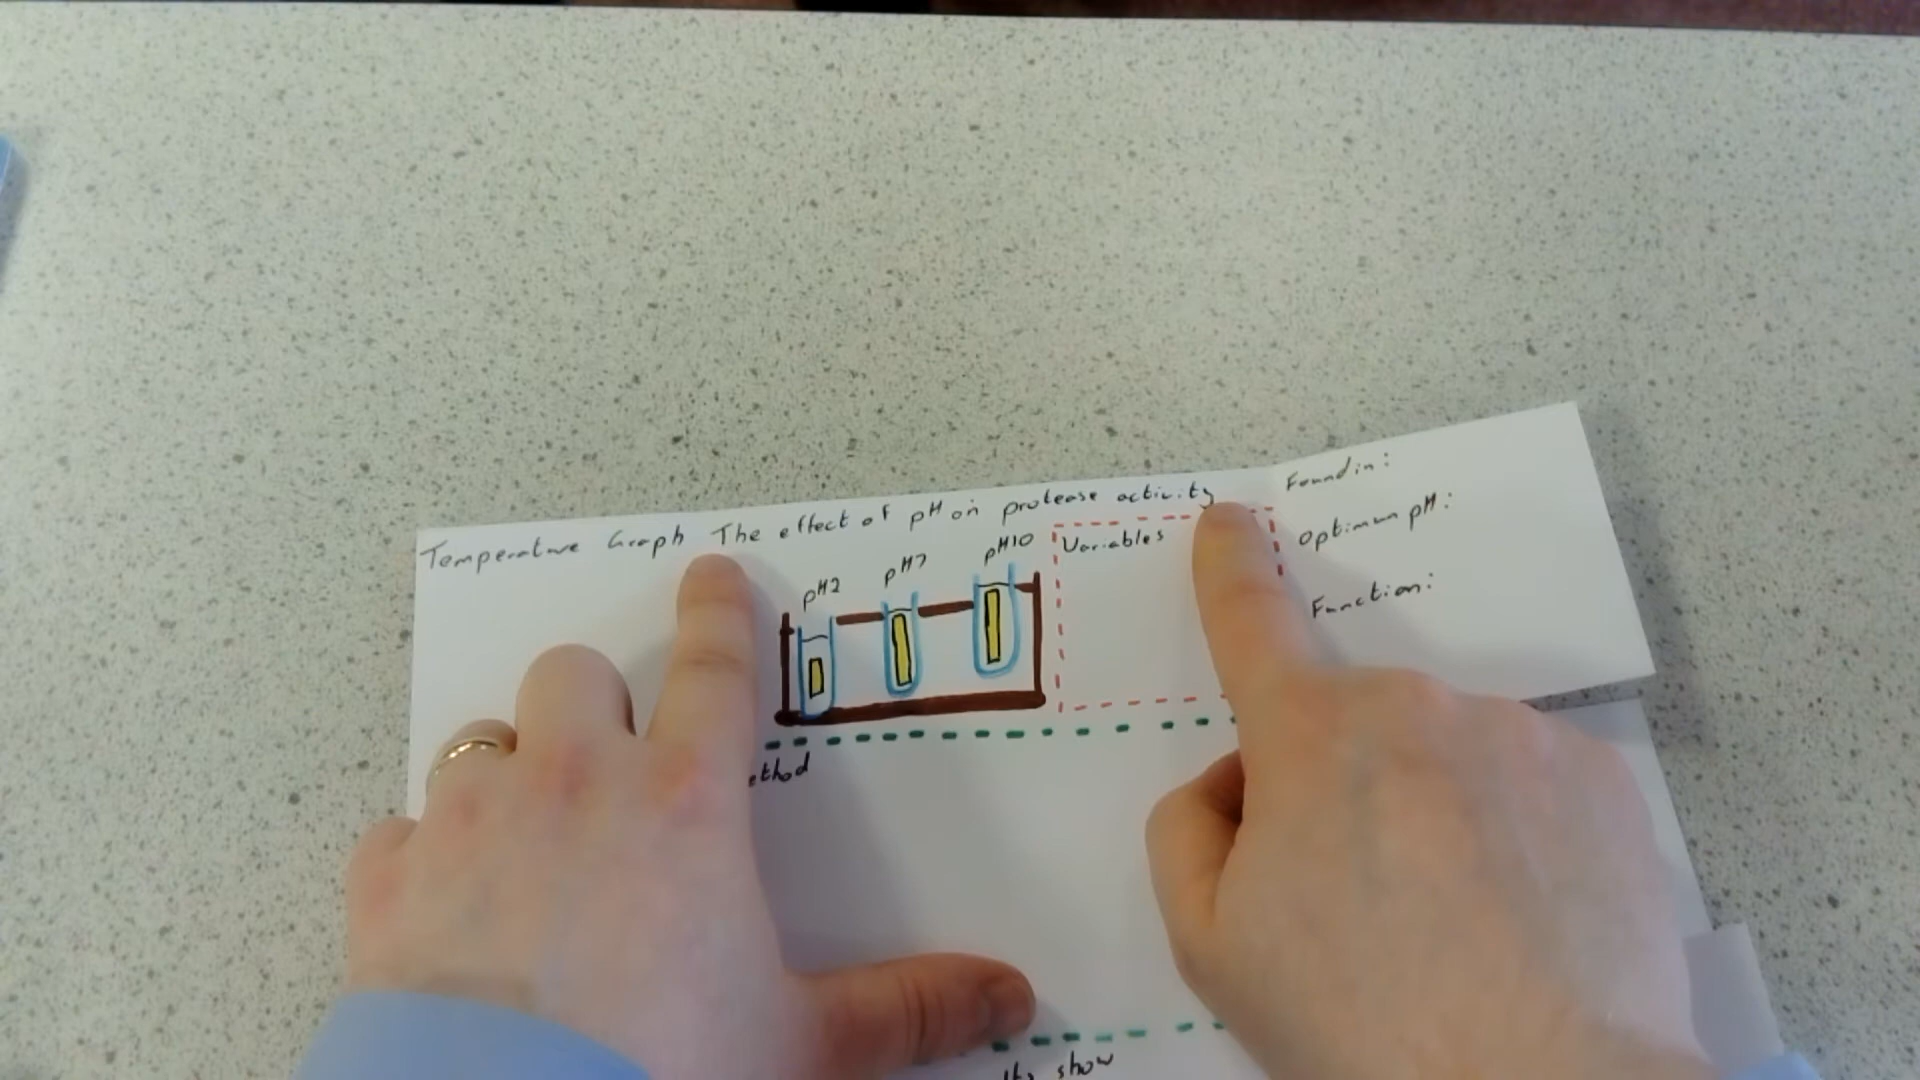 Temperature Graph
The effect of pH on protease activity
pH2
pH7
pH10
Variables
Found in:
Optimum pH:
Function:
show